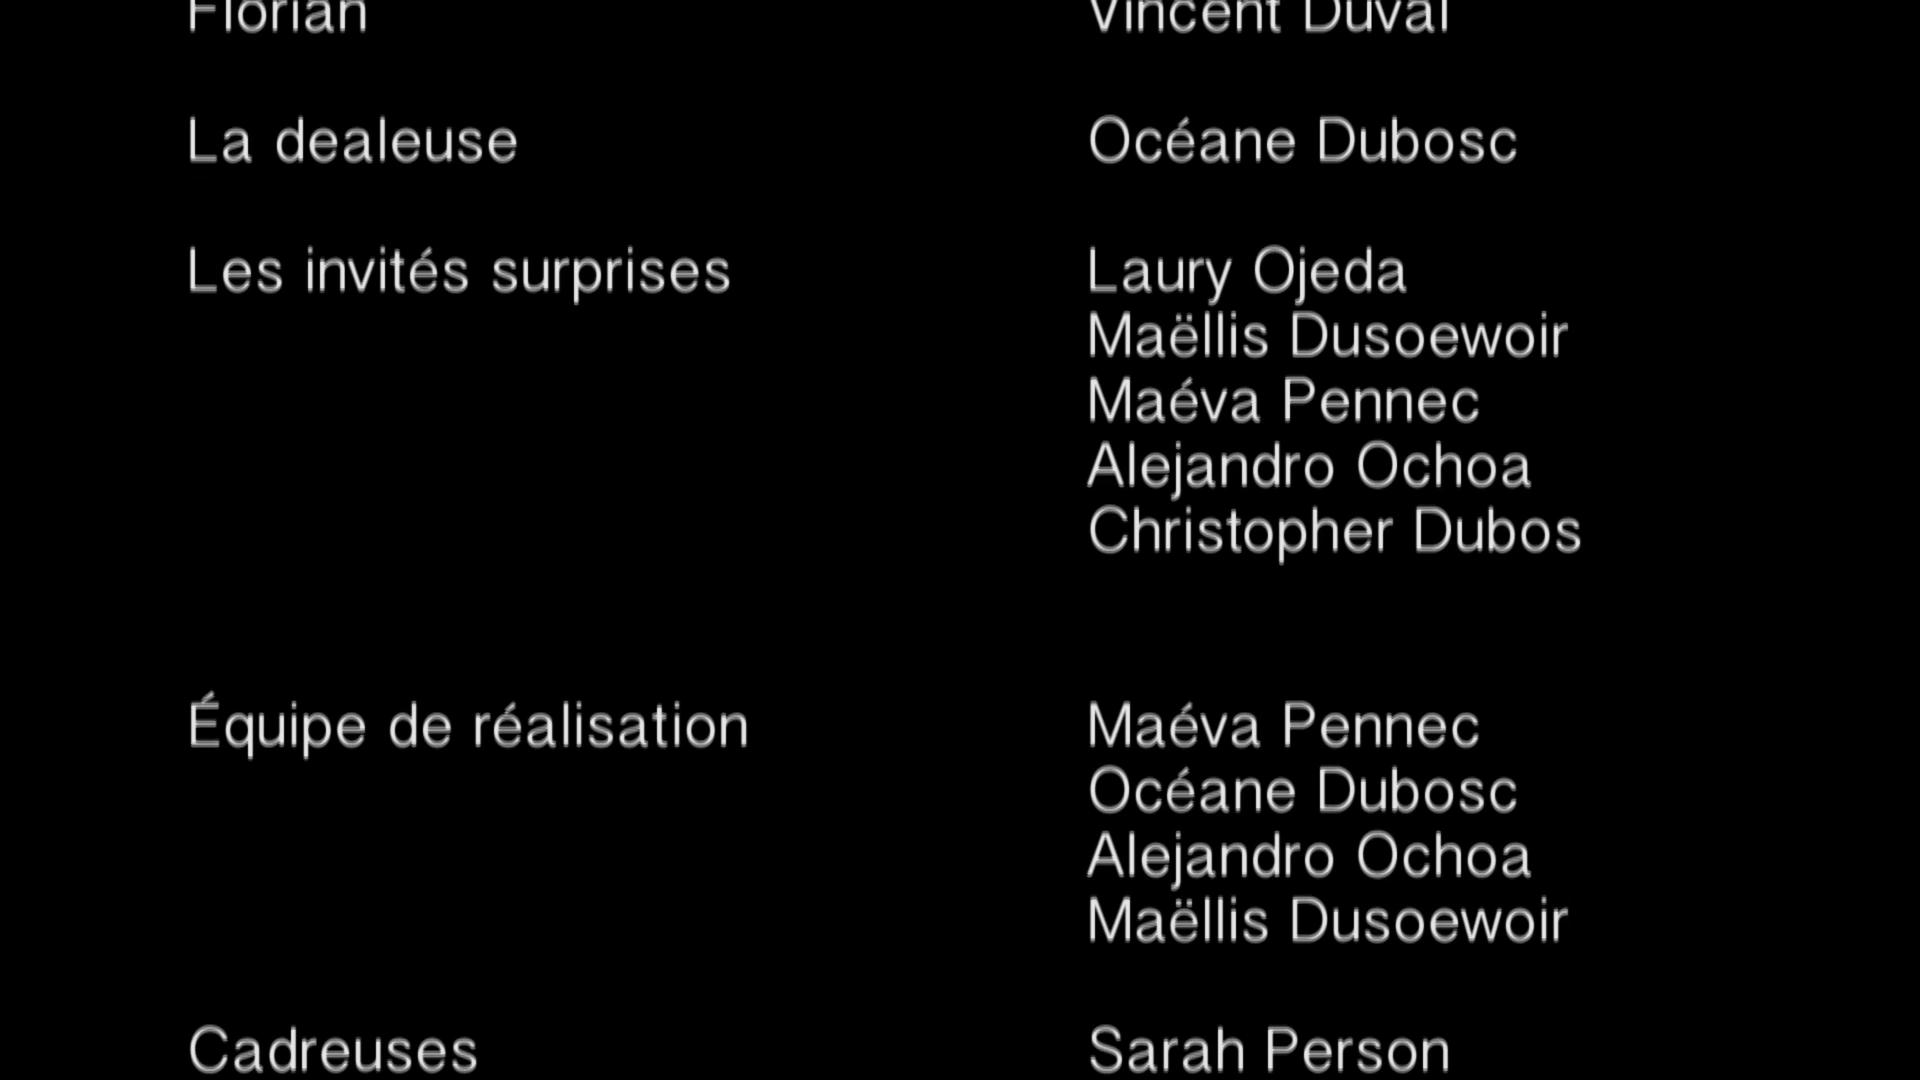 Florian Vincent Duval
La dealeuse Océane Dubosc
Les invités surprises Laury Ojeda
Maëllis Dusoewoir
Maéva Pennec
Alejandro Ochoa
Christopher Dubos
Équipe de réalisation Maéva Pennec
Océane Dubosc
Alejandro Ochoa
Maëllis Dusoewoir
Cadreuses Sarah Person